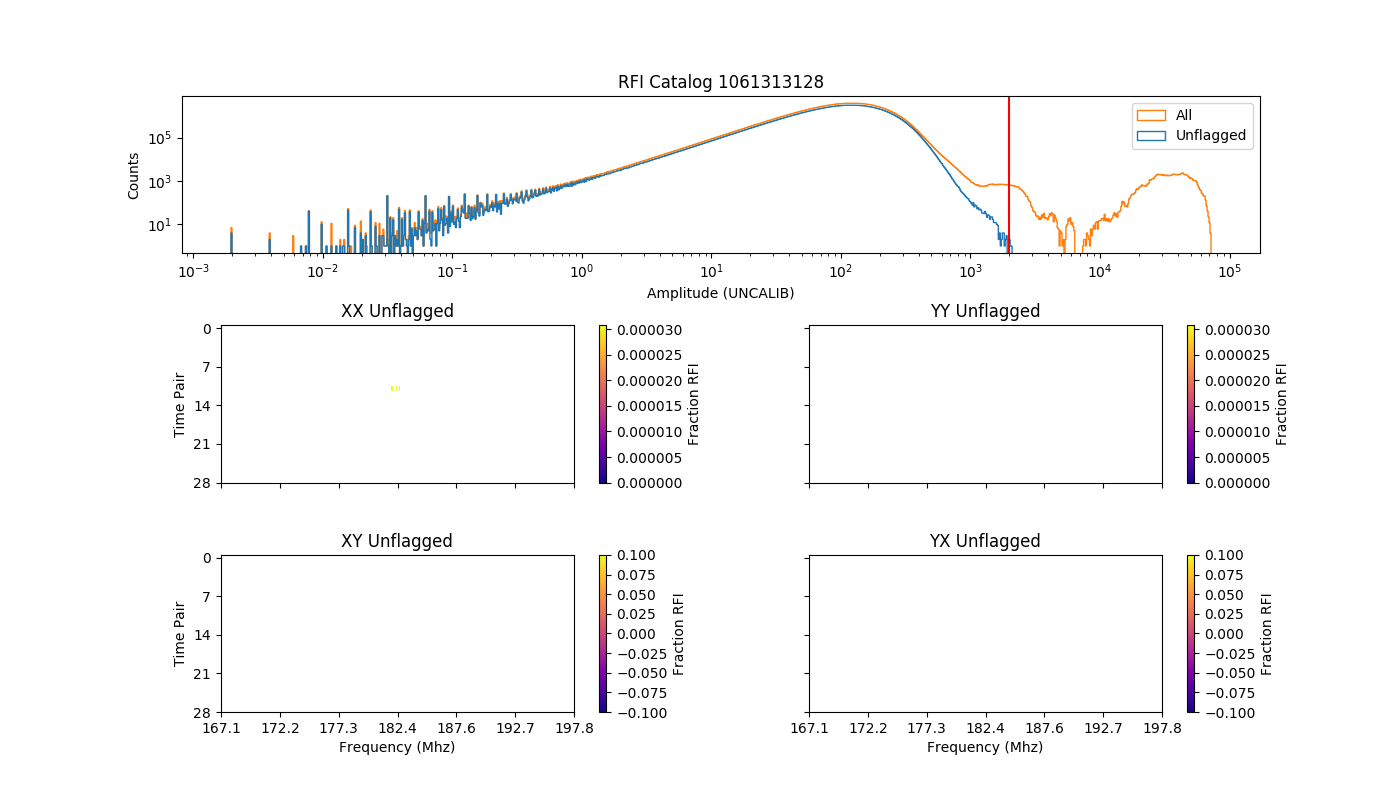 RFI Catalog 1061313128
Counts
10^5
10^3
10^1
All
Unflagged
10^−3 10^−2 10^−1 10^0 10^1 10^2 10^3 10^4 10^5
Amplitude (UNCALIB)
XX Unflagged
Time Pair
0
7
14
21
28
0.000030
0.000025
0.000020
0.000015
0.000010
0.000005
0.000000
Fraction RFI
YY Unflagged
0.000030
0.000025
0.000020
0.000015
0.000010
0.000005
0.000000
Fraction RFI
XY Unflagged
Time Pair
0
7
14
21
28
167.1 172.2 177.3 182.4 187.6 192.7 197.8
Frequency (Mhz)
0.100
0.075
0.050
0.025
0.000
−0.025
−0.050
−0.075
−0.100
Fraction RFI
YX Unflagged
167.1 172.2 177.3 182.4 187.6 192.7 197.8
Frequency (Mhz)
0.100
0.075
0.050
0.025
0.000
−0.025
−0.050
−0.075
−0.100
Fraction RFI